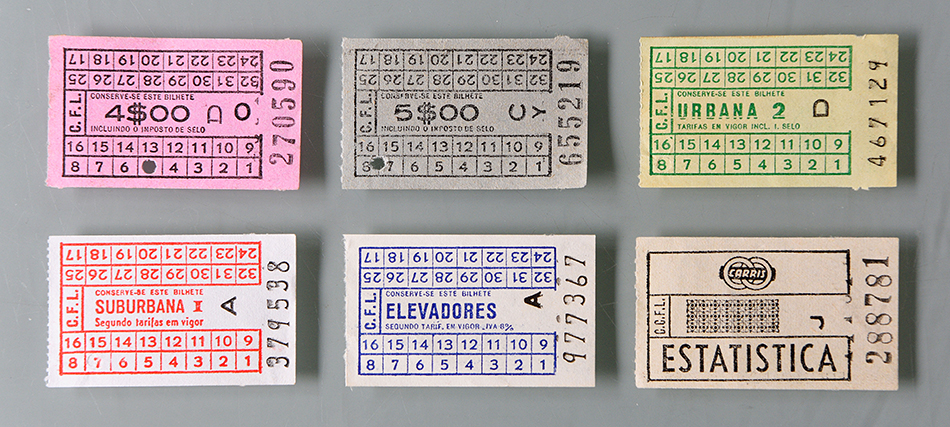 17 18 19 20 21 22 23 24
25 26 27 28 29 30 31 32
C.F.L.
CONSERVE-SE ESTE BILHETE
4$00 D O
INCLUINDO O IMPOSTO DE SELO
16 15 14 13 12 11 10 9
8 7 6 4 3 2 1
270590
17 18 19 20 21 22 23 24
25 26 27 28 29 30 31 32
C.F.L.
CONSERVE-SE ESTE BILHETE
5$00 UY
INCLUINDO O IMPOSTO DE SELO
16 15 14 13 12 11 10 9
8 7 6 5 4 3 2 1
655219
17 18 19 20 21 22 23 24
25 26 27 28 29 30 31 32
C.F.L.
CONSERVE-SE ESTE BILHETE
URBANA 2 D
TARIFAS EM VIGOR INCL. I. SELO
16 15 14 13 12 11 10 9
8 7 6 5 4 3 2 1
467129
17 18 19 20 21 22 23 24
25 26 27 28 29 30 31 32
C.F.L.
CONSERVE-SE ESTE BILHETE
SUBURBANA I A
Segundo tarifas em vigor
16 15 14 13 12 11 10 9
8 7 6 5 4 3 2 1
379538
17 18 19 20 21 22 23 24
25 26 27 28 29 30 31 32
C.F.L.
CONSERVE-SE ESTE BILHETE
ELEVADORES A
SEGUNDO TARIF. EM VIGOR - IVA 8%
16 15 14 13 12 11 10 9
8 7 6 5 4 3 2 1
977367
CARRIS
C.C.F.L.
J
ESTATISTICA
288781